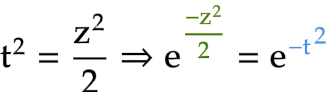 t² = z²/2 ⇒ e^(−z²/2) = e^(−t²)